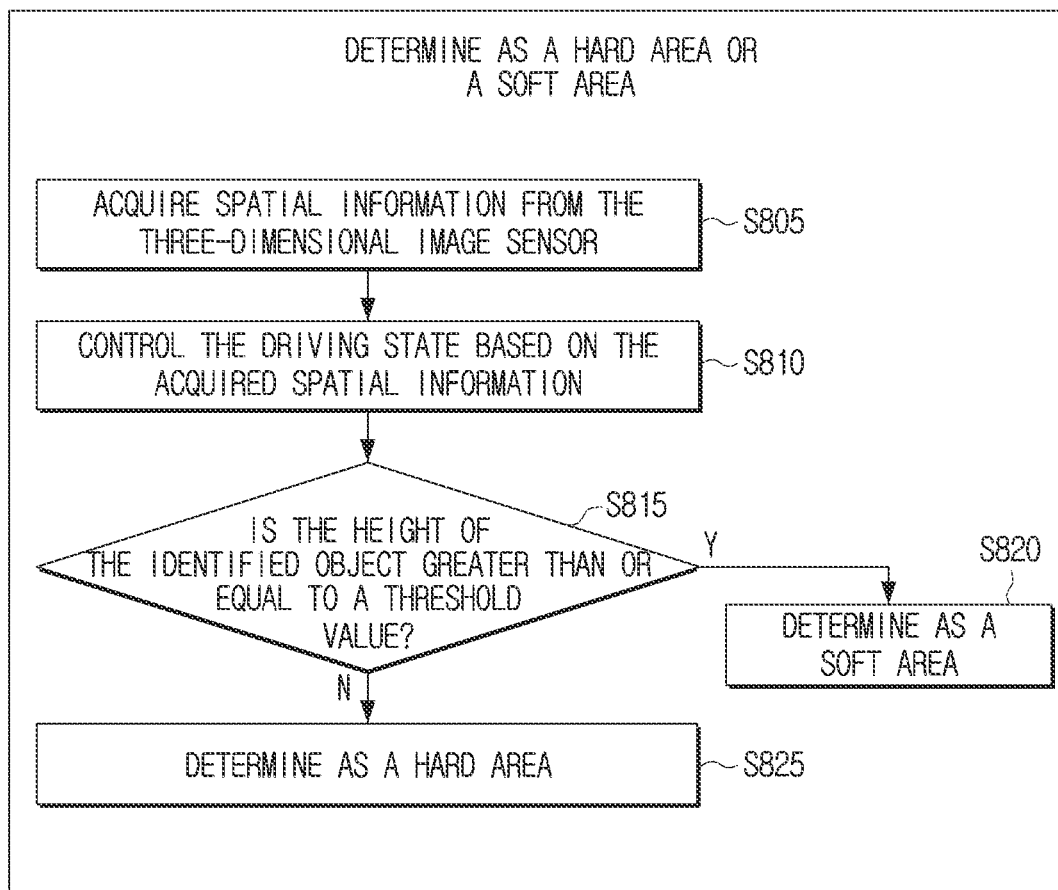 DETERMINE AS A HARD AREA OR
A SOFT AREA
ACQUIRE SPATIAL INFORMATION FROM THE
THREE-DIMENSIONAL IMAGE SENSOR
S805
CONTROL THE DRIVING STATE BASED ON THE
ACQUIRED SPATIAL INFORMATION
S810
S815
IS THE HEIGHT OF
THE IDENTIFIED OBJECT GREATER THAN OR
EQUAL TO A THRESHOLD
VALUE?
Y
S820
DETERMINE AS A
SOFT AREA
N
DETERMINE AS A HARD AREA
S825